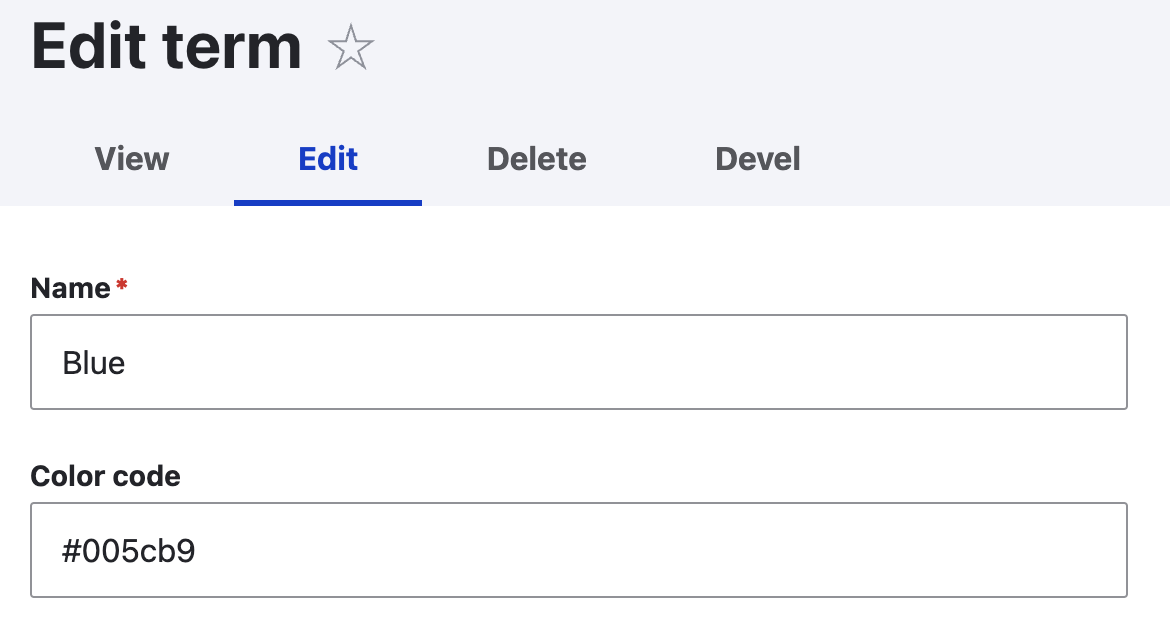 Edit term
View Edit Delete Devel
Name*
Blue
Color code
#005cb9